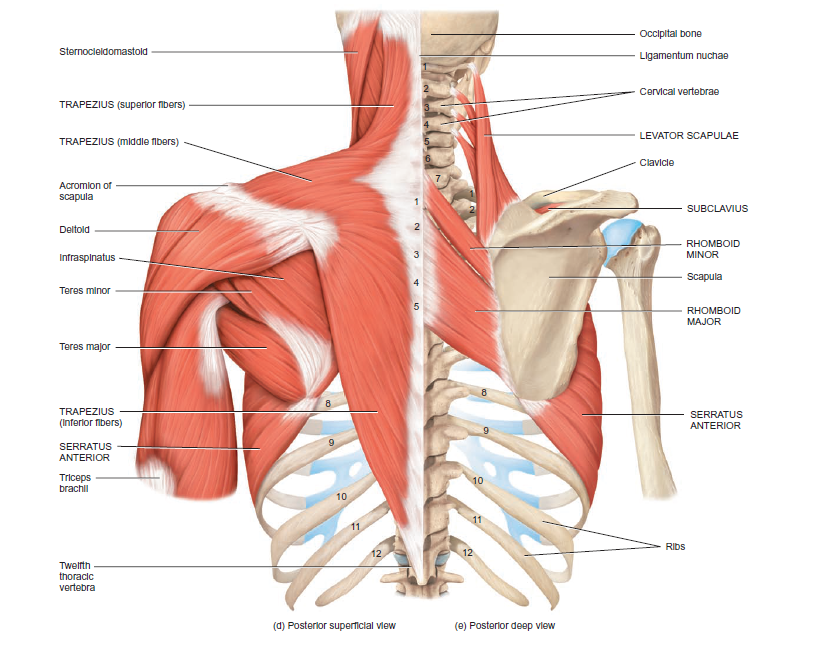 Sternocleidomastoid
TRAPEZIUS (superior fibers)
TRAPEZIUS (middle fibers)
Acromion of
scapula
Deltoid
Infraspinatus
Teres minor
Teres major
TRAPEZIUS
(inferior fibers)
SERRATUS
ANTERIOR
Triceps
brachii
Twelfth
thoracic
vertebra
1
2
3
4
5
6
7
1
2
1
2
3
4
5
8
9
10
11
12
8
9
10
11
12
Occipital bone
Ligamentum nuchae
Cervical vertebrae
LEVATOR SCAPULAE
Clavicle
SUBCLAVIUS
RHOMBOID
MINOR
Scapula
RHOMBOID
MAJOR
SERRATUS
ANTERIOR
Ribs
(d) Posterior superficial view
(e) Posterior deep view